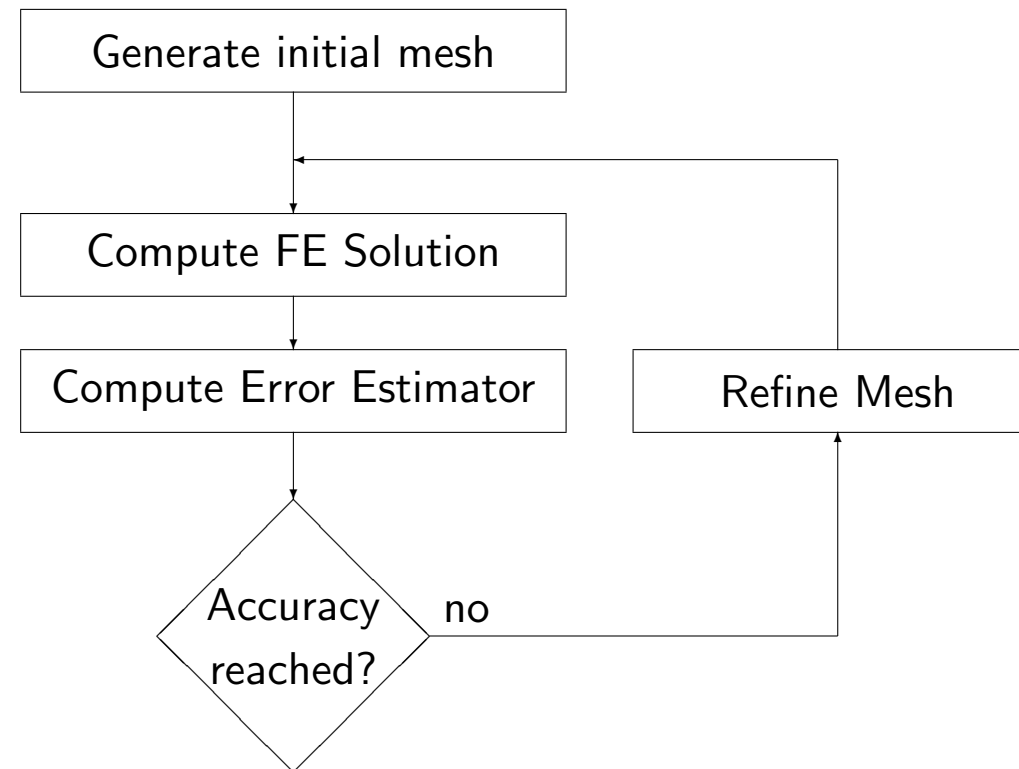 Generate initial mesh
Compute FE Solution
Compute Error Estimator
Refine Mesh
Accuracy
reached?
no